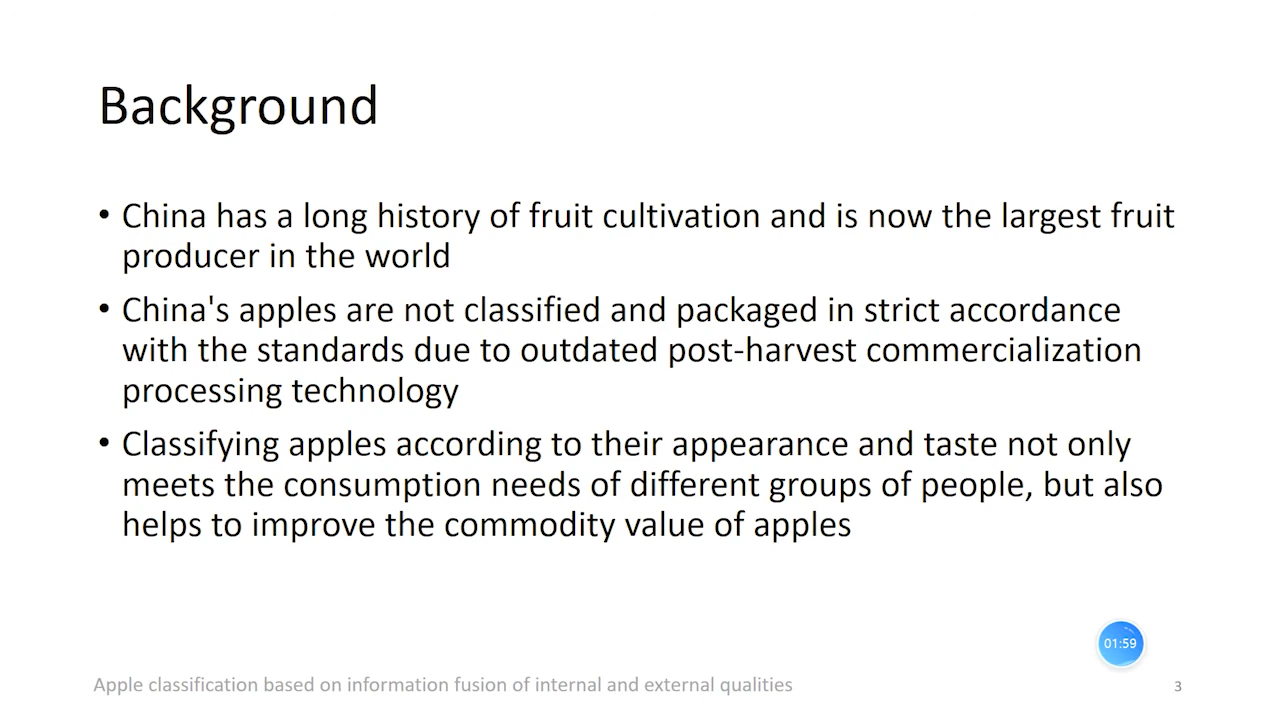 Background
• China has a long history of fruit cultivation and is now the largest fruit
producer in the world
• China's apples are not classified and packaged in strict accordance
with the standards due to outdated post-harvest commercialization
processing technology
• Classifying apples according to their appearance and taste not only
meets the consumption needs of different groups of people, but also
helps to improve the commodity value of apples
01:59
Apple classification based on information fusion of internal and external qualities
3